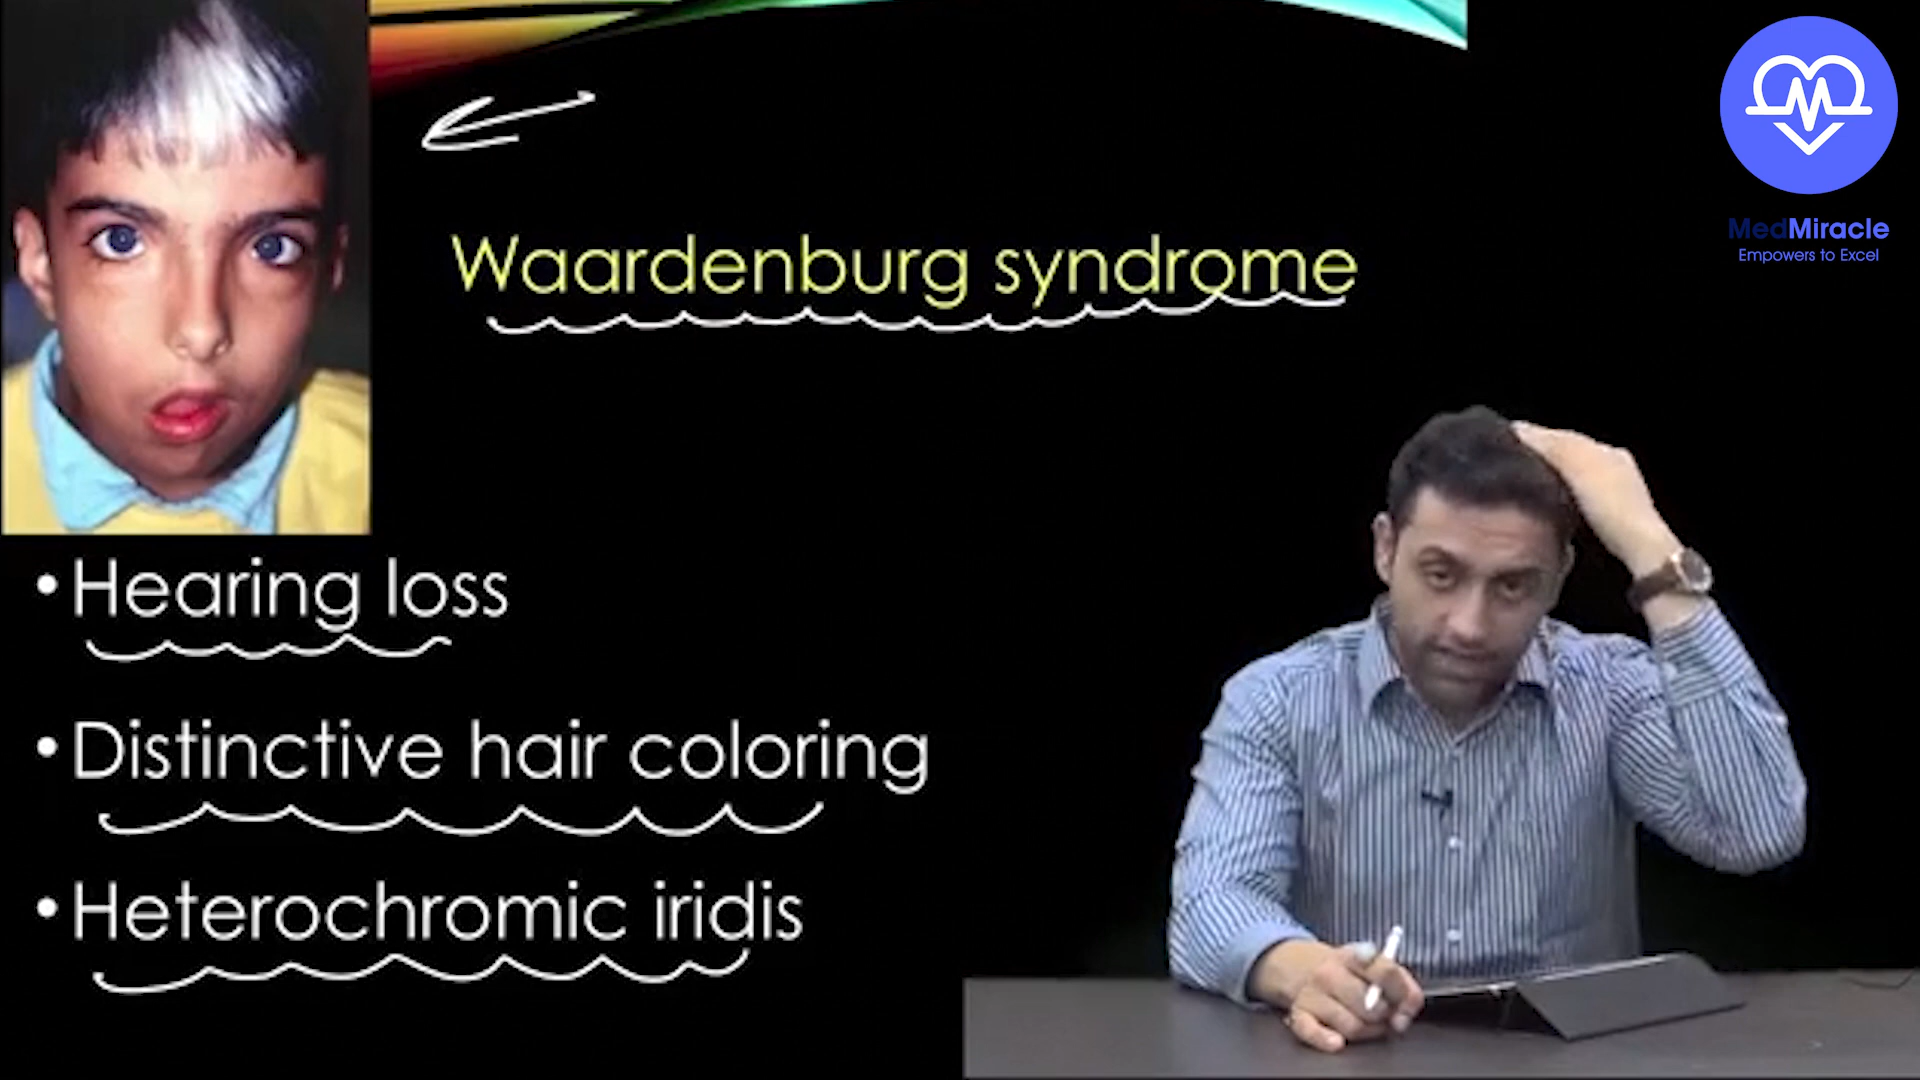 MedMiracle
Empowers to Excel
Waardenburg syndrome
•Hearing loss
•Distinctive hair coloring
•Heterochromic iridis